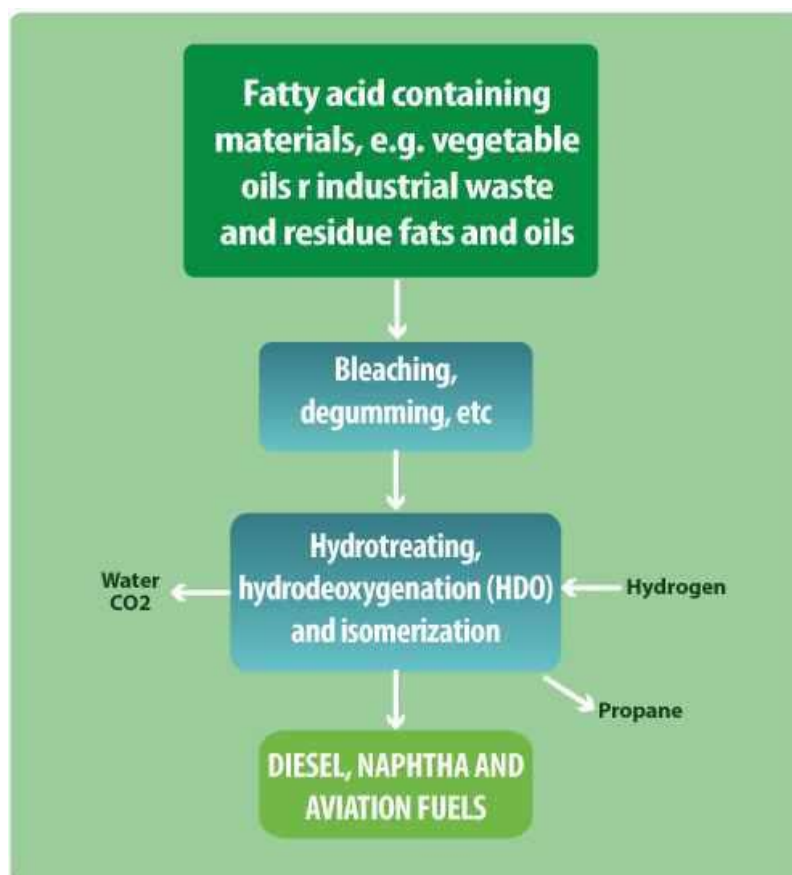 Fatty acid containing
materials, e.g. vegetable
oils r industrial waste
and residue fats and oils
Bleaching,
degumming, etc
Hydrotreating,
hydrodeoxygenation (HDO)
and isomerization
Water
CO2
Hydrogen
Propane
DIESEL, NAPHTHA AND
AVIATION FUELS